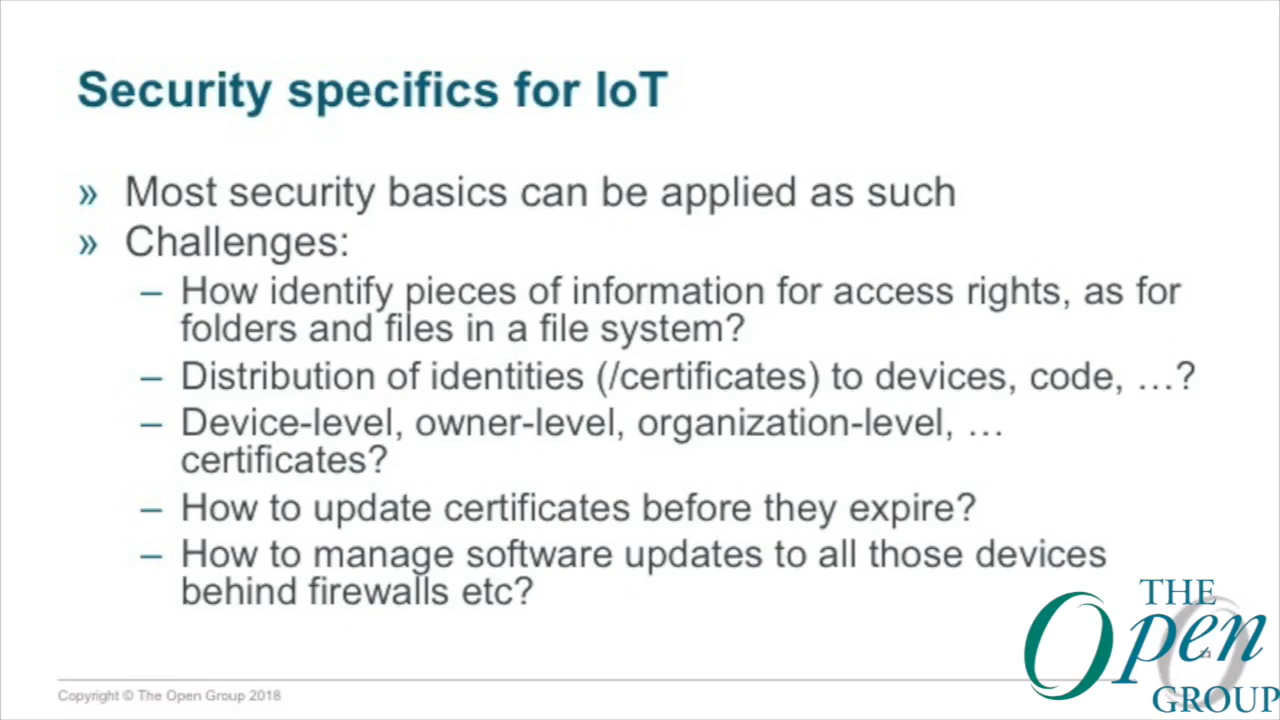 Security specifics for IoT
» Most security basics can be applied as such
» Challenges:
– How identify pieces of information for access rights, as for
folders and files in a file system?
– Distribution of identities (/certificates) to devices, code, …?
– Device-level, owner-level, organization-level, …
certificates?
– How to update certificates before they expire?
– How to manage software updates to all those devices
behind firewalls etc?
THE
Open
GROUP
Copyright © The Open Group 2018